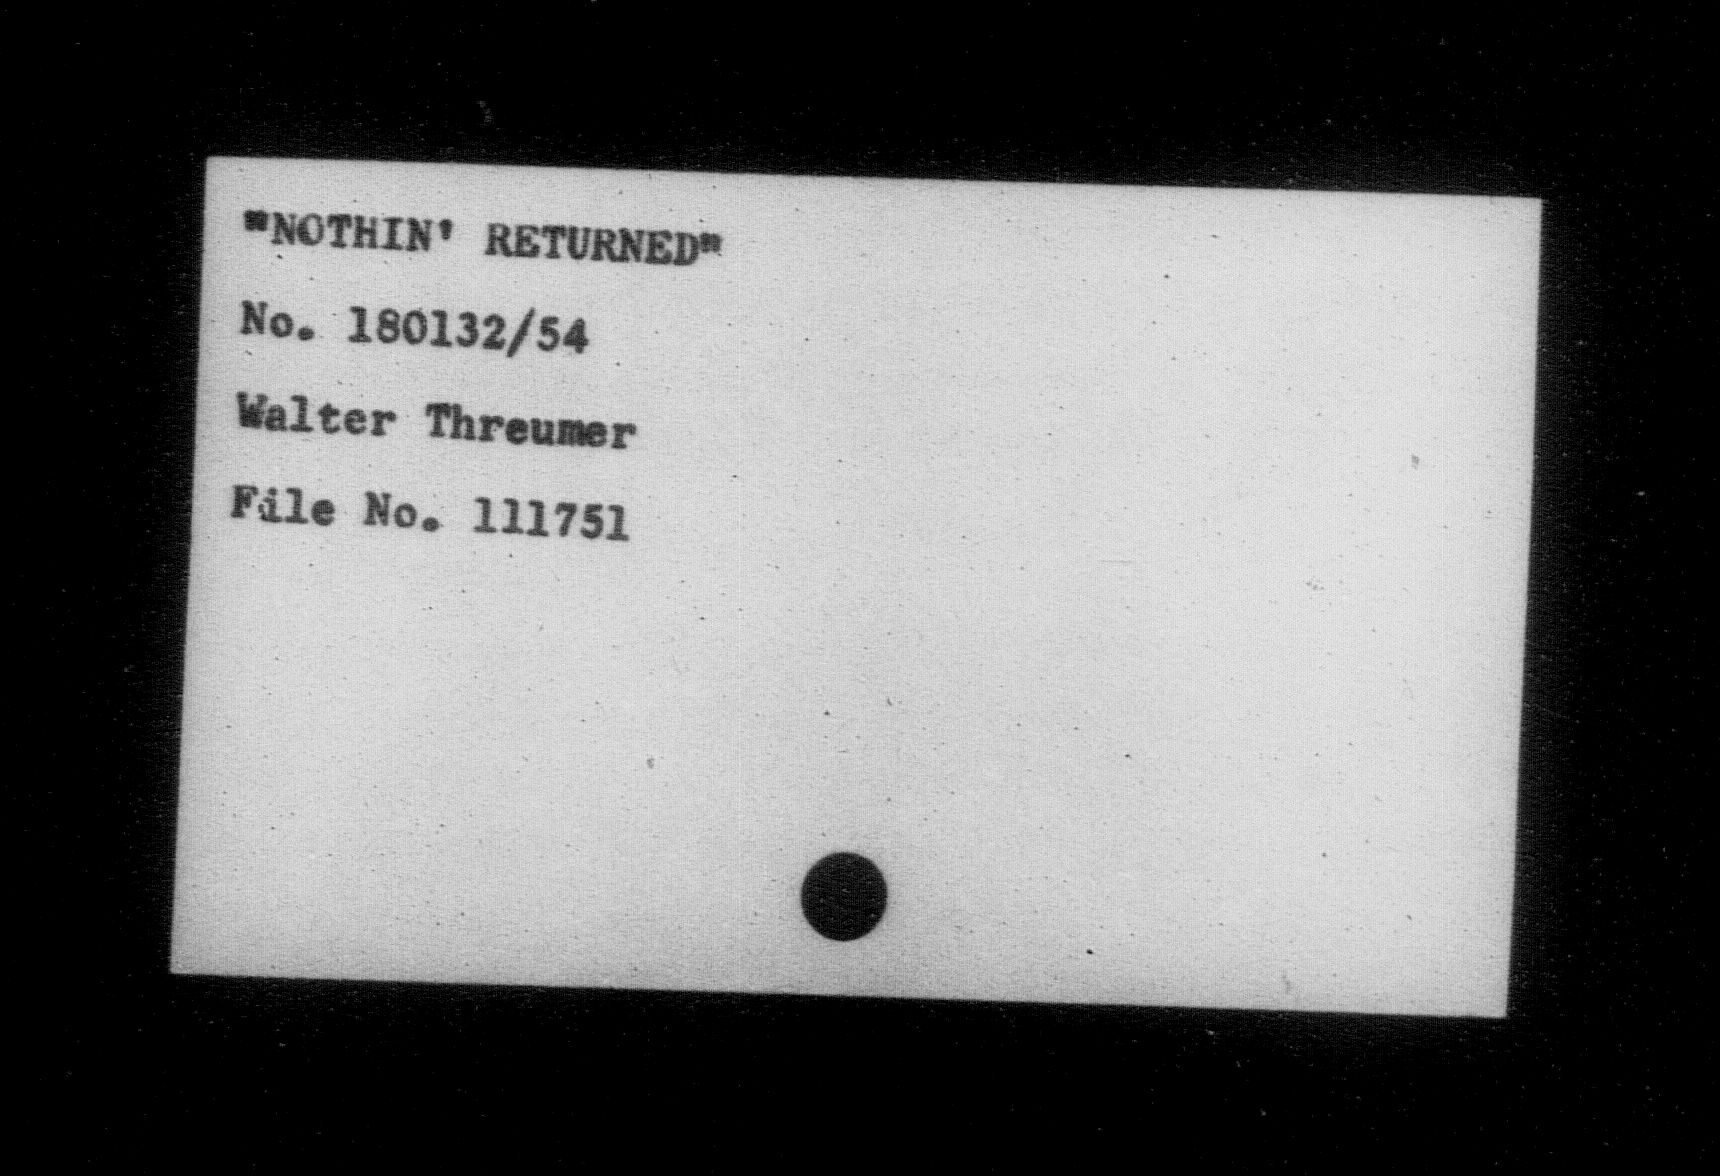 "NOTHIN' RETURNED"
No. 180132/54
Walter Threumer
File No. 111751